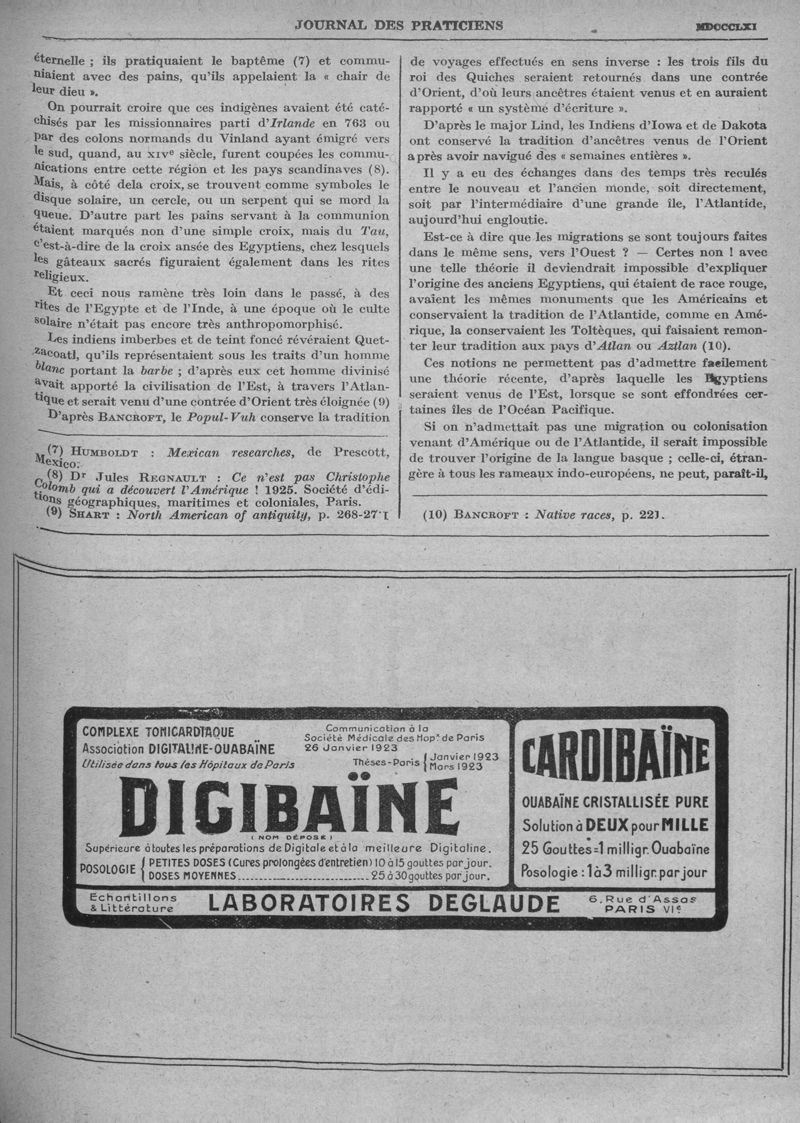 JOURNAL DES PRATICIENS
MDCCCLXI
éternelle ; ils pratiquaient le baptême (7) et commu-
niaient avec des pains, qu'ils appelaient la « chair de
leur dieu ».
On pourrait croire que ces indigènes avaient été caté-
chisés par les missionnaires parti d'Irlande en 763 ou
par des colons normands du Vinland ayant émigré vers
le sud, quand, au XIVe siècle, furent coupées les commu-
nications entre cette région et les pays scandinaves (8).
Mais, à côté dela croix, se trouvent comme symboles le
disque solaire, un cercle, ou un serpent qui se mord la
queue. D'autre part les pains servant à la communion
étaient marqués non d'une simple croix, mais du Tau,
c'est-à-dire de la croix ansée des Egyptiens, chez lesquels
les gâteaux sacrés figuraient également dans les rites
religieux.
Et ceci nous ramène très loin dans le passé, à des
rites de l'Egypte et de l'Inde, à une époque où le culte
solaire n'était pas encore très anthropomorphisé.
Les indiens imberbes et de teint foncé révéraient Quet-
zacoatl, qu'ils représentaient sous les traits d'un homme
blanc portant la barbe ; d'après eux cet homme divinisé
avait apporté la civilisation de l'Est, à travers l'Atlan-
tique et serait venu d'une contrée d'Orient très éloignée (9)
D'après BANCROFT, le Popul-Vuh conserve la tradition
(7) HUMBOLDT : Mexican researches, de Prescott,
Mexico.
(8) Dr Jules REGNAULT : Ce n'est pas Christophe
Colomb qui a découvert l'Amérique ! 1925. Société d'édi-
tions géographiques, maritimes et coloniales, Paris.
(9) SHART : North American of antiquity, p. 268-271
de voyages effectués en sens inverse : les trois fils du
roi des Quiches seraient retournés dans une contrée
d'Orient, d'où leurs ancêtres étaient venus et en auraient
rapporté « un système d'écriture ».
D'après le major Lind, les Indiens d'Iowa et de Dakota
ont conservé la tradition d'ancêtres venus de l'Orient
après avoir navigué des « semaines entières ».
Il y a eu des échanges dans des temps très reculés
entre le nouveau et l'ancien monde, soit directement,
soit par l'intermédiaire d'une grande île, l'Atlantide,
aujourd'hui engloutie.
Est-ce à dire que les migrations se sont toujours faites
dans le même sens, vers l'Ouest ? — Certes non ! avec
une telle théorie il deviendrait impossible d'expliquer
l'origine des anciens Egyptiens, qui étaient de race rouge,
avaient les mêmes monuments que les Américains et
conservaient la tradition de l'Atlantide, comme en Amé-
rique, la conservaient les Toltèques, qui faisaient remon-
ter leur tradition aux pays d'Atlan ou Aztlan (10).
Ces notions ne permettent pas d'admettre facilement
une théorie récente, d'après laquelle les Egyptiens
seraient venus de l'Est, lorsque se sont effondrées cer-
taines îles de l'Océan Pacifique.
Si on n'admettait pas une migration ou colonisation
venant d'Amérique ou de l'Atlantide, il serait impossible
de trouver l'origine de la langue basque ; celle-ci, étran-
gère à tous les rameaux indo-européens, ne peut, paraît-il,
(10) BANCROFT : Native races, p. 221.
COMPLEXE TONICARDIAQUE
Association DIGITALINE-OUABAÏNE
Utilisée dans tous les Hôpitaux de Paris
Communication à la
Société Médicale des Hop.x de Paris
26 Janvier 1923
Thèses-Paris { Janvier 1923
Mars 1923
DIGIBAÏNE
(NOM DÉPOSÉ)
Supérieure à toutes les préparations de Digitale et à la meilleure Digitaline.
POSOLOGIE { PETITES DOSES (Cures prolongées d'entretien) 10 à 15 gouttes par jour.
DOSES MOYENNES..............................25 à 30 gouttes par jour.
CARDIBAÏNE
OUABAÏNE CRISTALLISÉE PURE
Solution à DEUX pour MILLE
25 Gouttes=1 milligr. Ouabaïne
Posologie : 1 à 3 milligr. par jour
Echantillons
& Littérature
LABORATOIRES DEGLAUDE
6, Rue d'Assas
PARIS VIe